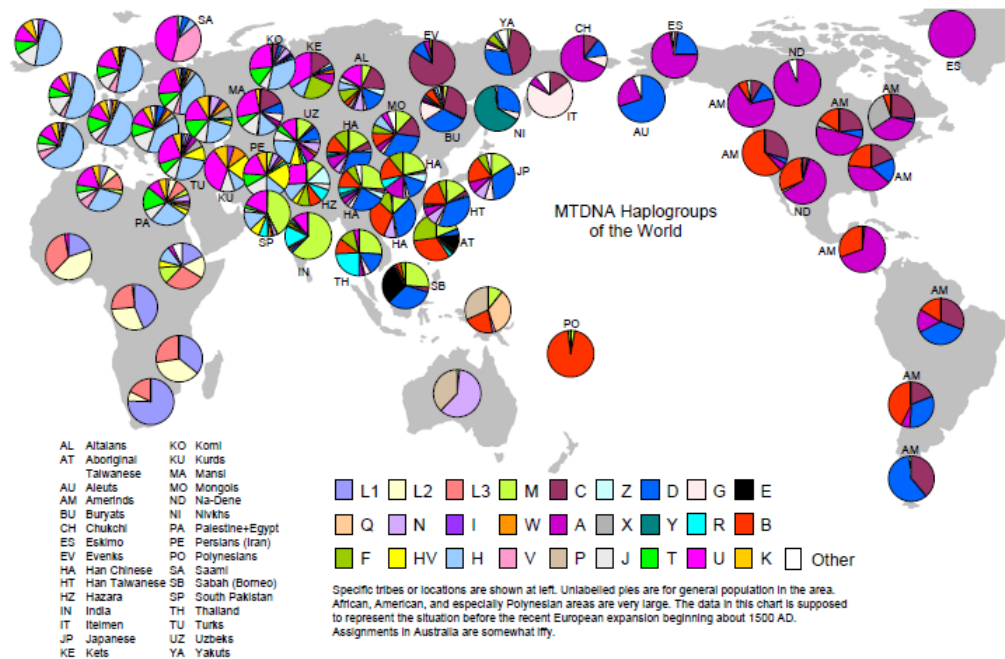 SA
KO
KE
AL
EV
YA
CH
ES
ND
ES
MA
UZ
HA
MO
BU
NI
IT
AU
AM
AM
AM
PE
HA
JP
AM
AM
TU
KU
HZ
HA
HT
ND
PA
SP
HA
AT
IN
TH
SB
AM
PO
AM
AM
AM
MTDNA Haplogroups
of the World
AL Altaians
AT Aboriginal
Taiwanese
AU Aleuts
AM Amerinds
BU Buryats
CH Chukchi
ES Eskimo
EV Evenks
HA Han Chinese
HT Han Taiwanese
HZ Hazara
IN India
IT Itelmen
JP Japanese
KE Kets
KO Komi
KU Kurds
MA Mansi
MO Mongols
ND Na-Dene
NI Nivkhs
PA Palestine+Egypt
PE Persians (Iran)
PO Polynesians
SA Saami
SB Sabah (Borneo)
SP South Pakistan
TH Thailand
TU Turks
UZ Uzbeks
YA Yakuts
L1 L2 L3 M C Z D G E
Q N I W A X Y R B
F HV H V P J T U K Other
Specific tribes or locations are shown at left. Unlabelled pies are for general population in the area.
African, American, and especially Polynesian areas are very large. The data in this chart is supposed
to represent the situation before the recent European expansion beginning about 1500 AD.
Assignments in Australia are somewhat iffy.